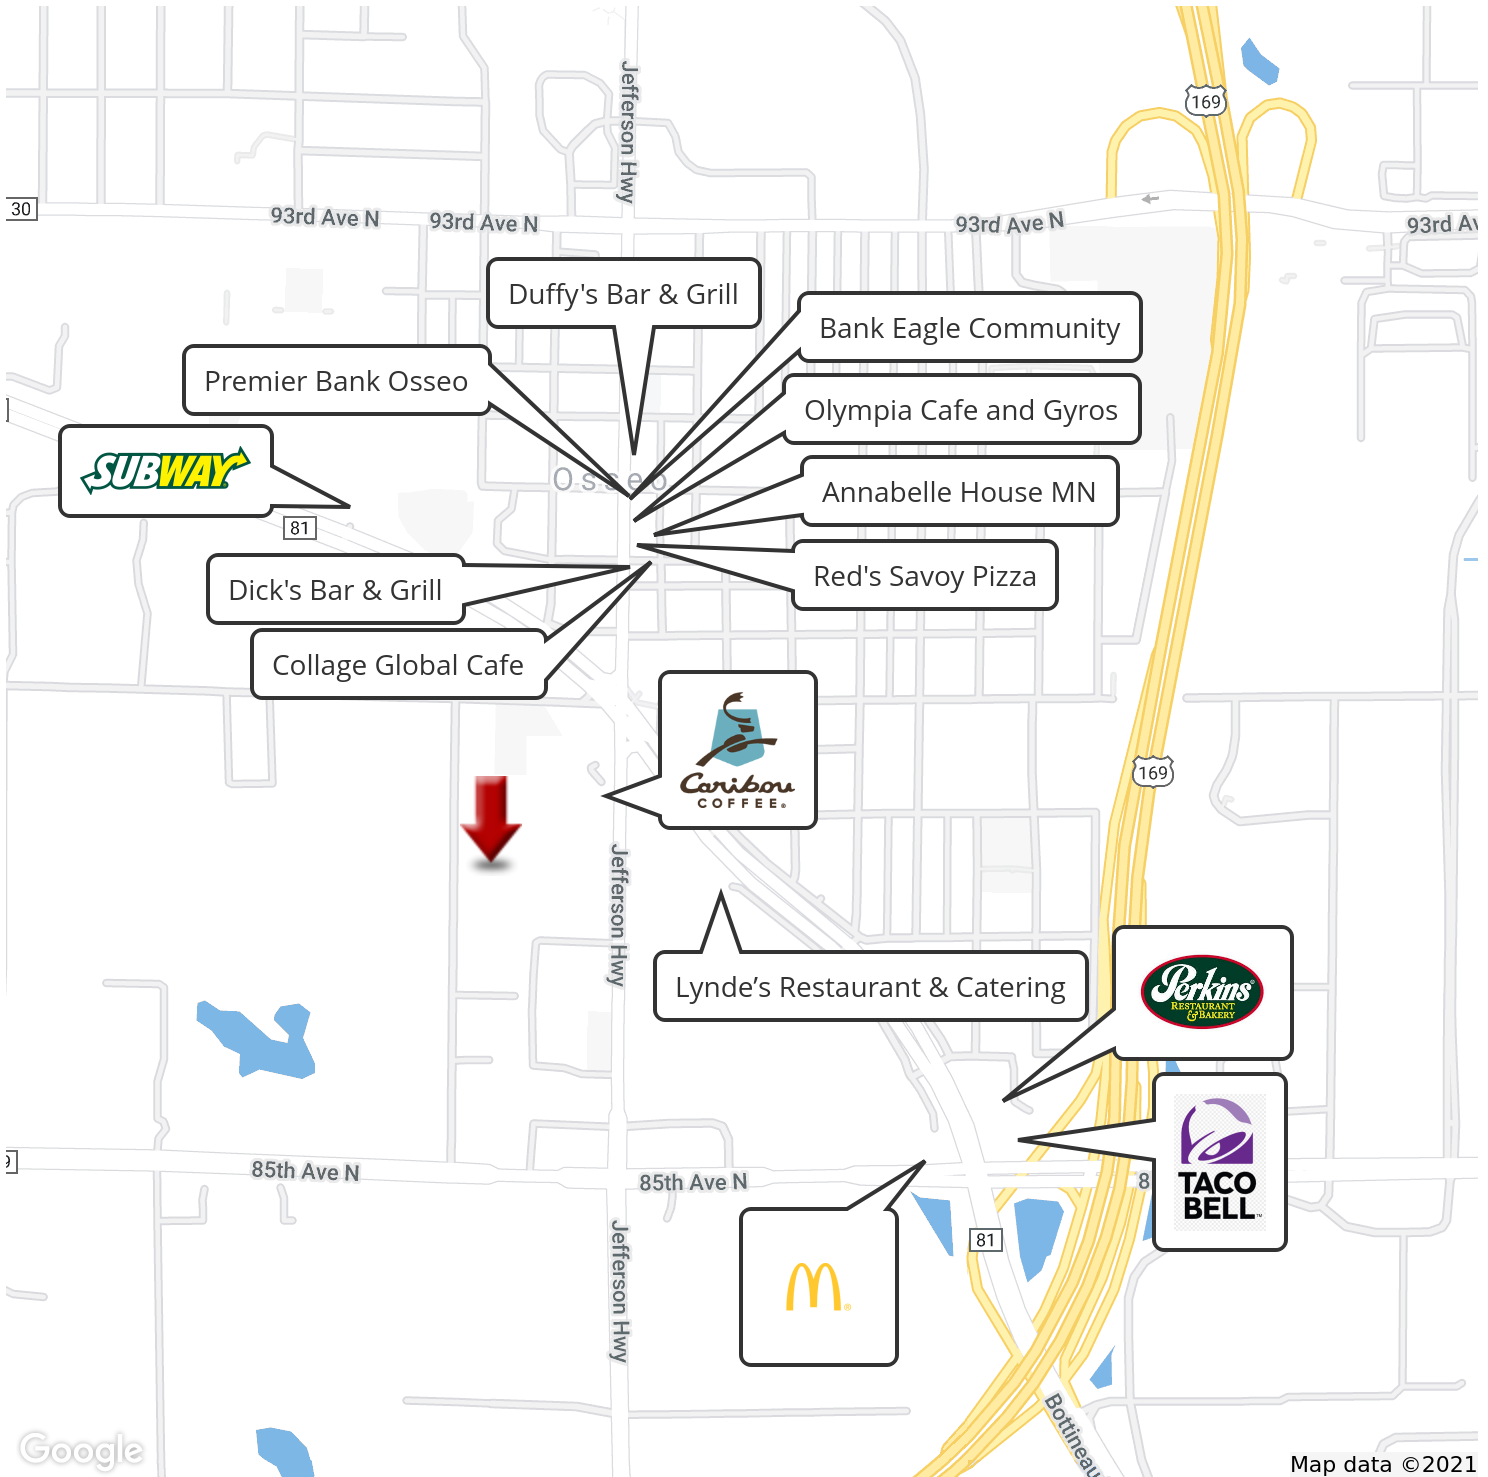 Jefferson Hwy
169
30
93rd Ave N
93rd Ave N
93rd Ave N
93rd Av
Duffy's Bar & Grill
Bank Eagle Community
Premier Bank Osseo
Olympia Cafe and Gyros
SUBWAY
Osseo
Annabelle House MN
81
Dick's Bar & Grill
Red's Savoy Pizza
Collage Global Cafe
Caribou
COFFEE®
169
Jefferson Hwy
Lynde’s Restaurant & Catering
Perkins®
RESTAURANT
& BAKERY
9
85th Ave N
85th Ave N
8
TACO
BELL™
81
Jefferson Hwy
M®
Bottineau
Google
Map data ©2021